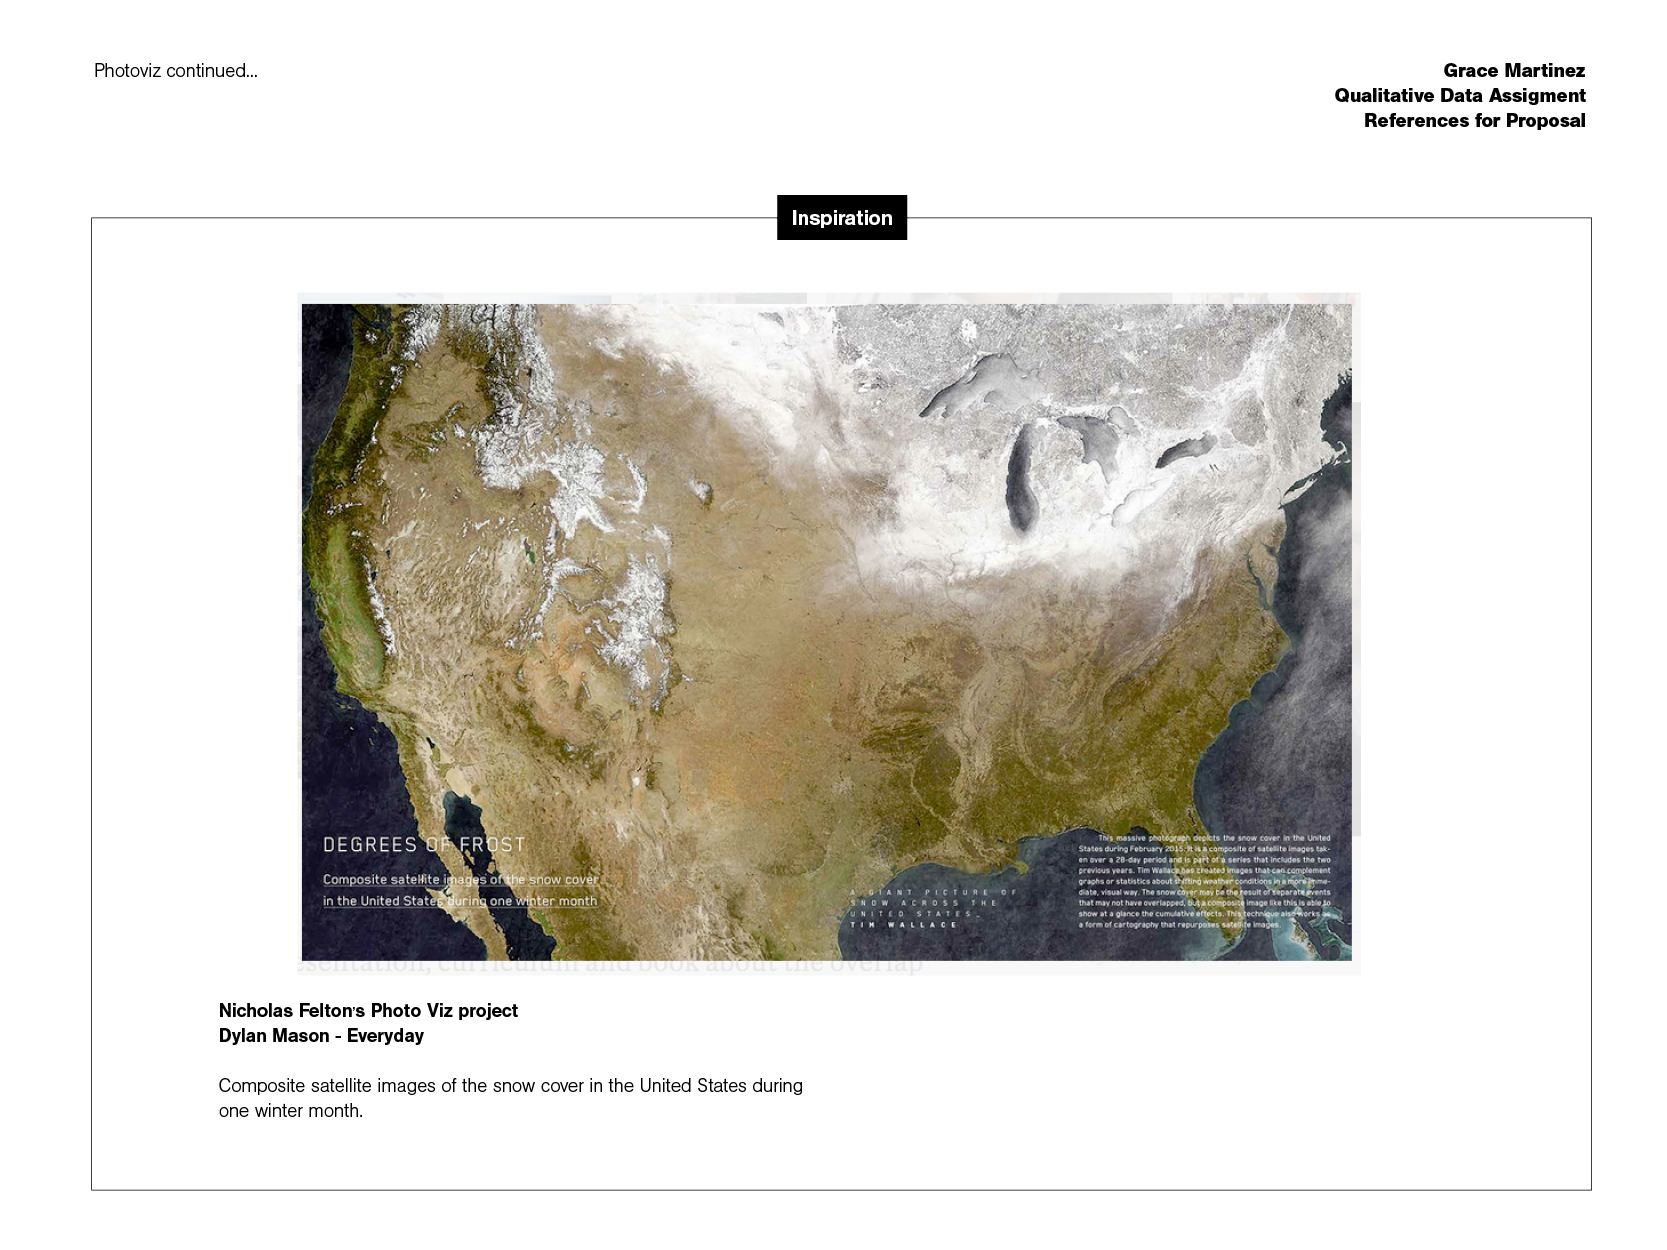 Photoviz continued...
Grace Martinez
Qualitative Data Assigment
References for Proposal
Inspiration
DEGREES OF FROST
Composite satellite images of the snow cover
in the United States during one winter month
A GIANT PICTURE OF
SNOW ACROSS THE
UNITED STATES_
TIM WALLACE
This massive photograph depicts the snow cover in the United
States during February 2015. It is a composite of satellite images tak-
en over a 28-day period and is part of a series that includes the two
previous years. Tim Wallace has created images that can complement
graphs or statistics about shifting weather conditions in a more imme-
diate, visual way. The snow cover may be the result of separate events
that may not have overlapped, but a composite image like this is able to
show at a glance the cumulative effects. This technique also works as
a form of cartography that repurposes satellite images.
esentation, curriculum and book about the overlap
Nicholas Felton's Photo Viz project
Dylan Mason - Everyday
Composite satellite images of the snow cover in the United States during
one winter month.